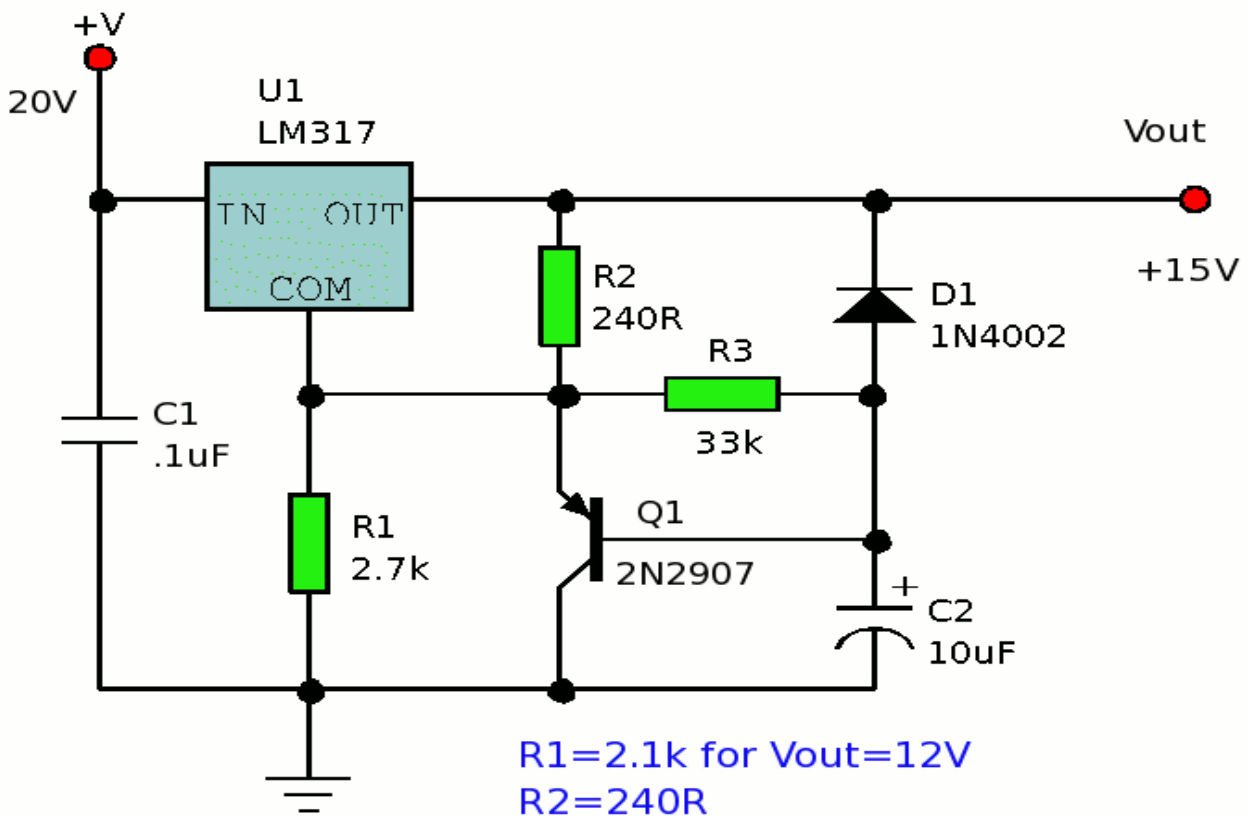 +V
20V
U1
LM317
Vout
IN OUT
COM
+15V
R2
240R
D1
1N4002
R3
33k
C1
.1uF
R1
2.7k
Q1
2N2907
+
C2
10uF
R1=2.1k for Vout=12V
R2=240R